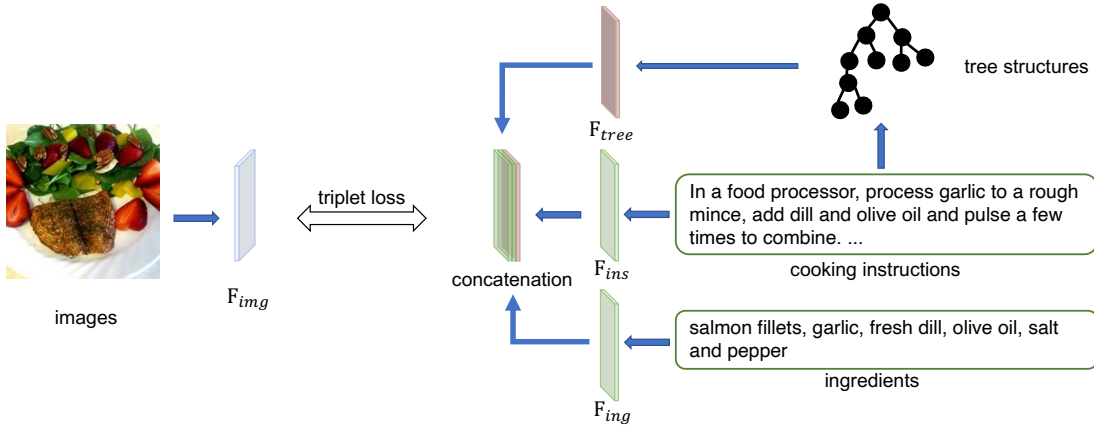 tree structures
F_tree
In a food processor, process garlic to a rough
mince, add dill and olive oil and pulse a few
times to combine. ...
cooking instructions
triplet loss
F_ins
concatenation
F_img
images
salmon fillets, garlic, fresh dill, olive oil, salt
and pepper
ingredients
F_ing